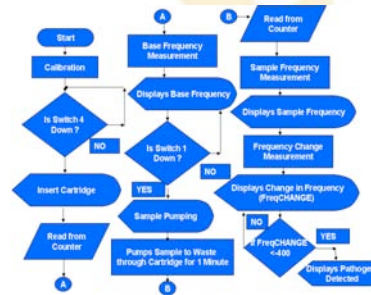 Start
Calibration
Is Switch 4
Down ?
NO
Insert Cartridge
Read from
Counter
A
A
Base Frequency
Measurement
Displays Base Frequency
Is Switch 1
Down ?
NO
YES
Sample Pumping
Pumps Sample to Waste
through Cartridge for 1 Minute
B
B
Read from
Counter
Sample Frequency
Measurement
Displays Sample Frequency
Frequency Change
Measurement
Displays Change in Frequency
(FreqCHANGE)
NO
If FreqCHANGE
<-400
YES
Displays Pathogen
Detected